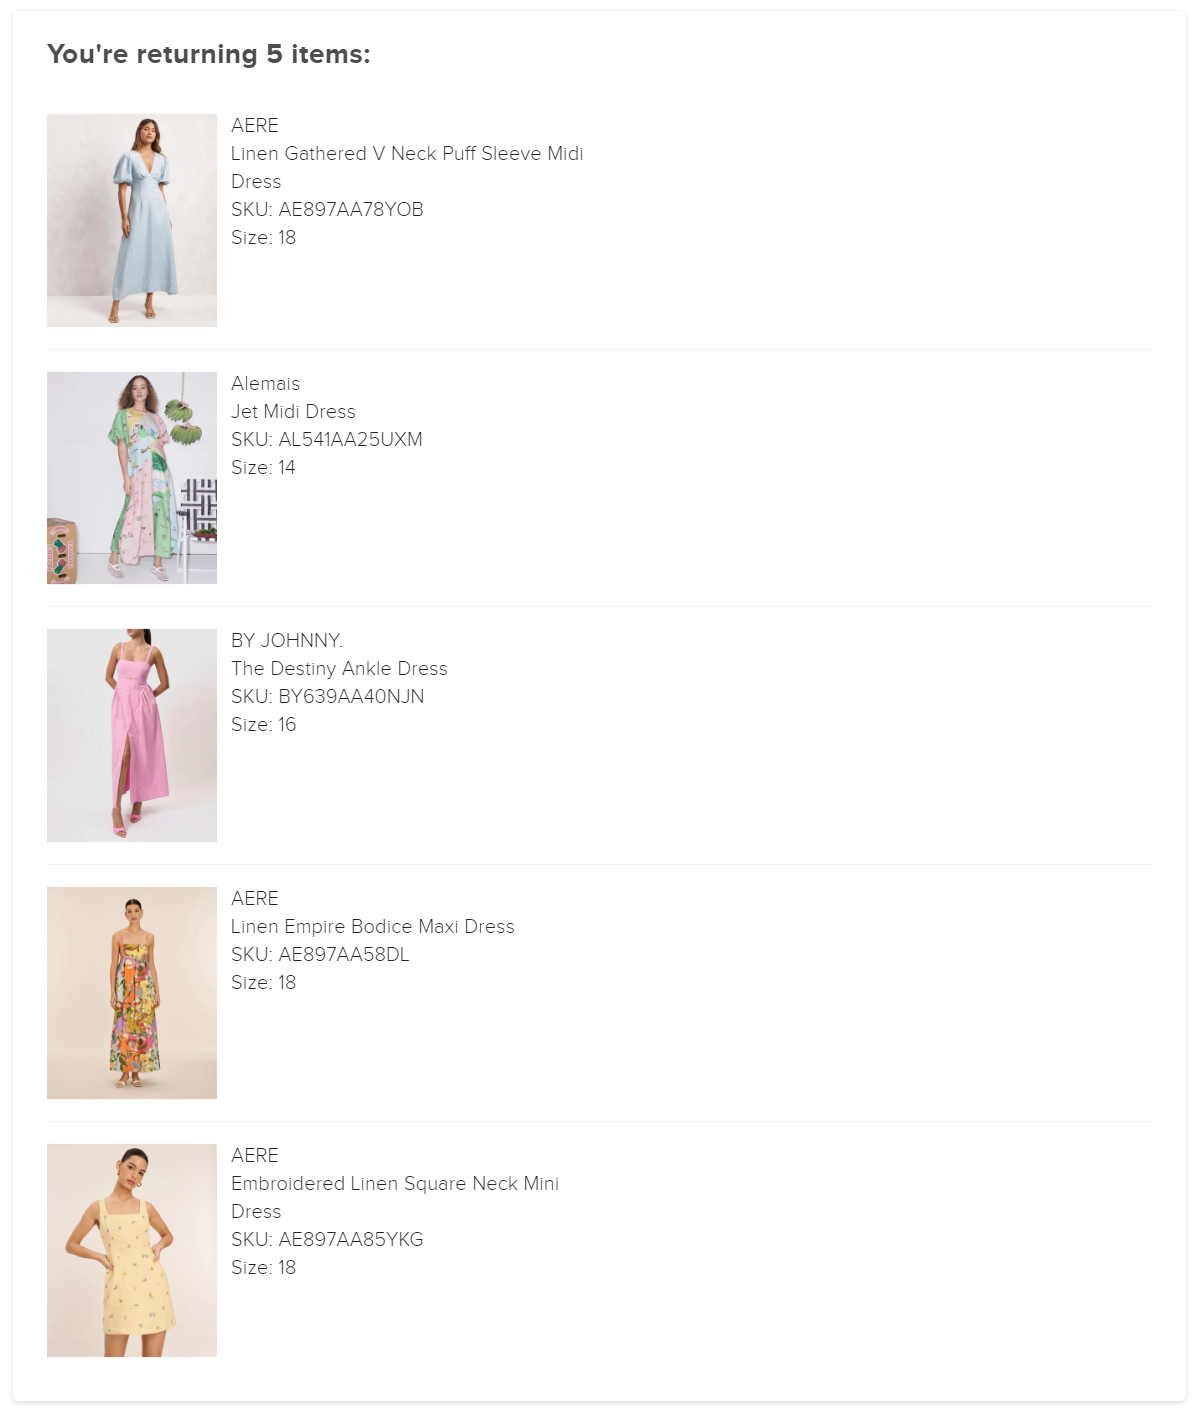 You're returning 5 items:
AERE
Linen Gathered V Neck Puff Sleeve Midi
Dress
SKU: AE897AA78YOB
Size: 18
Alemais
Jet Midi Dress
SKU: AL541AA25UXM
Size: 14
BY JOHNNY.
The Destiny Ankle Dress
SKU: BY639AA40NJN
Size: 16
AERE
Linen Empire Bodice Maxi Dress
SKU: AE897AA58DL
Size: 18
AERE
Embroidered Linen Square Neck Mini
Dress
SKU: AE897AA85YKG
Size: 18